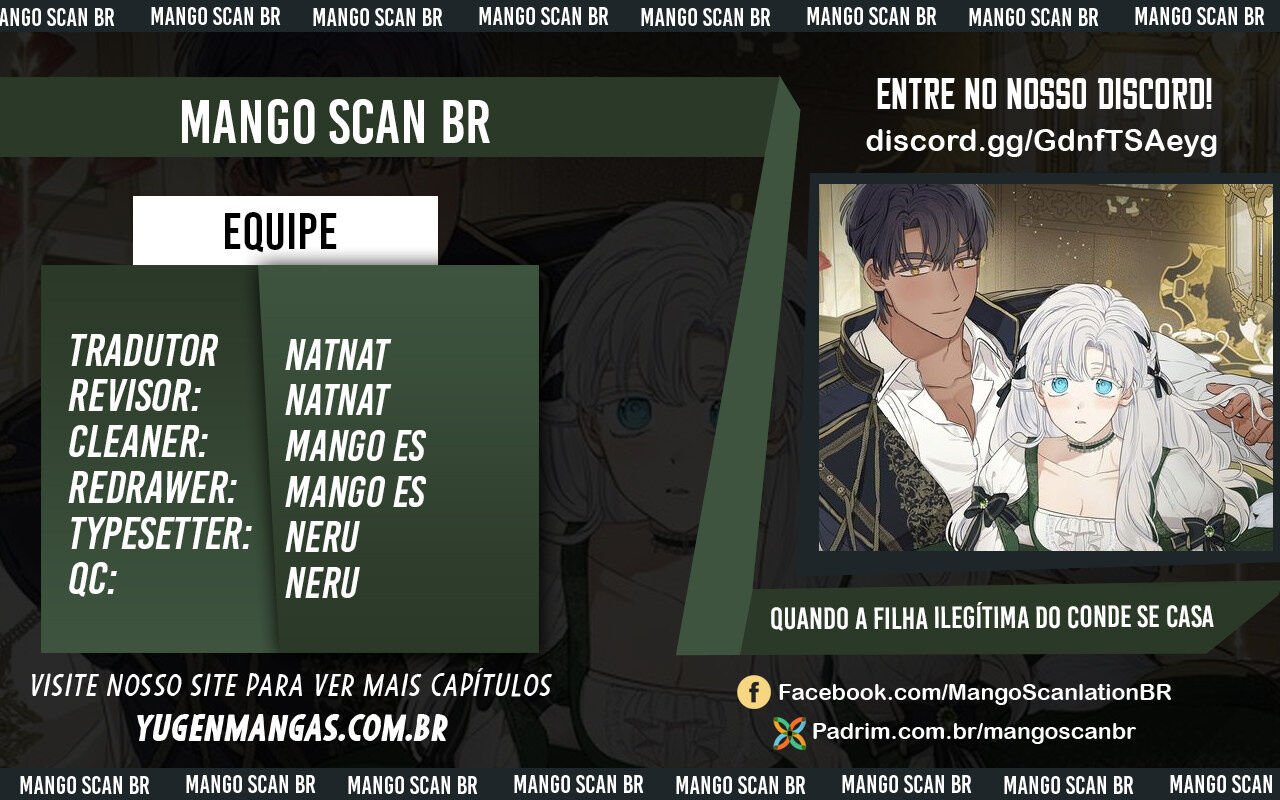 ANGO SCAN BR MANGO SCAN BR MANGO SCAN BR MANGO SCAN BR MANGO SCAN BR MANGO SCAN BR MANGO SCAN BR MANGO SCAN BR
MANGO SCAN BR
EQUIPE
TRADUTOR NATNAT
REVISOR: NATNAT
CLEANER: MANGO ES
REDRAWER: MANGO ES
TYPESETTER: NERU
QC: NERU
VISITE NOSSO SITE PARA VER MAIS CAPÍTULOS
YUGENMANGAS.COM.BR
ENTRE NO NOSSO DISCORD!
discord.gg/GdnfTSAeyg
QUANDO A FILHA ILEGÍTIMA DO CONDE SE CASA
Facebook.com/MangoScanlationBR
Padrim.com.br/mangoscanbr
MANGO SCAN BR MANGO SCAN BR MANGO SCAN BR MANGO SCAN BR MANGO SCAN BR MANGO SCAN BR MANGO SCAN BR MANGO SCAN